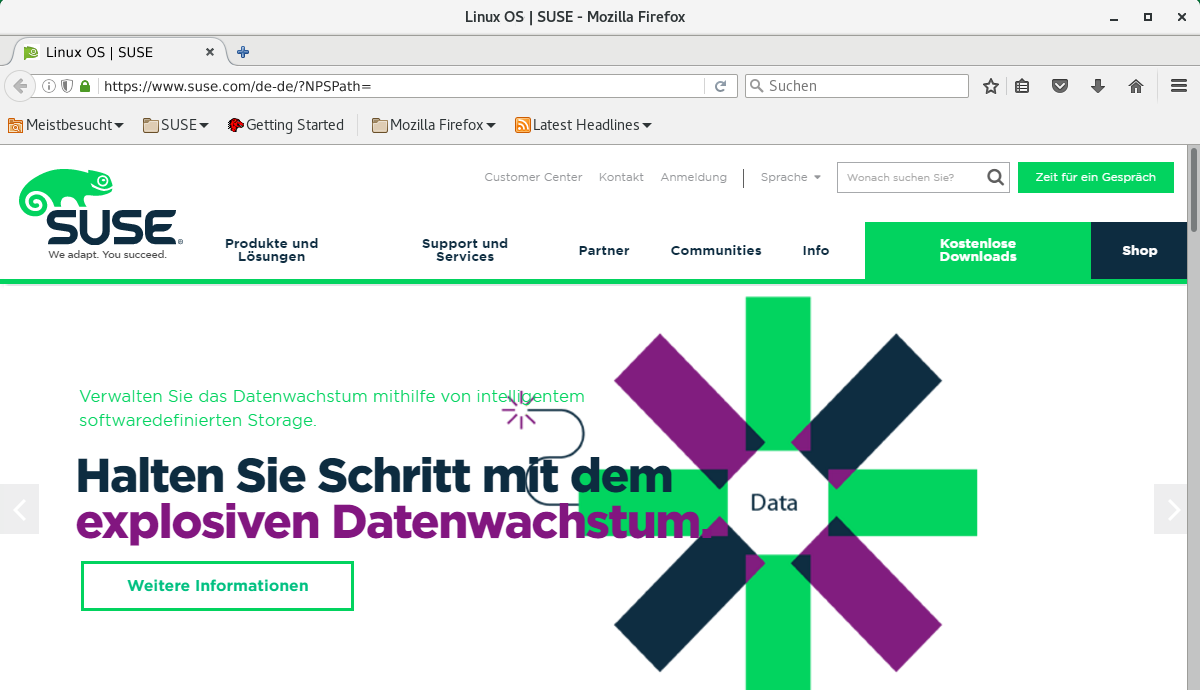 Linux OS | SUSE - Mozilla Firefox
Linux OS | SUSE
https://www.suse.com/de-de/?NPSPath=
Suchen
Meistbesucht SUSE Getting Started Mozilla Firefox Latest Headlines
Customer Center Kontakt Anmeldung Sprache Wonach suchen Sie? Zeit für ein Gespräch
SUSE®
We adapt. You succeed.
Produkte und
Lösungen
Support und
Services
Partner
Communities
Info
Kostenlose
Downloads
Shop
Verwalten Sie das Datenwachstum mithilfe von intelligentem
softwaredefinierten Storage.
Halten Sie Schritt mit dem
explosiven Datenwachstum.
Data
Weitere Informationen